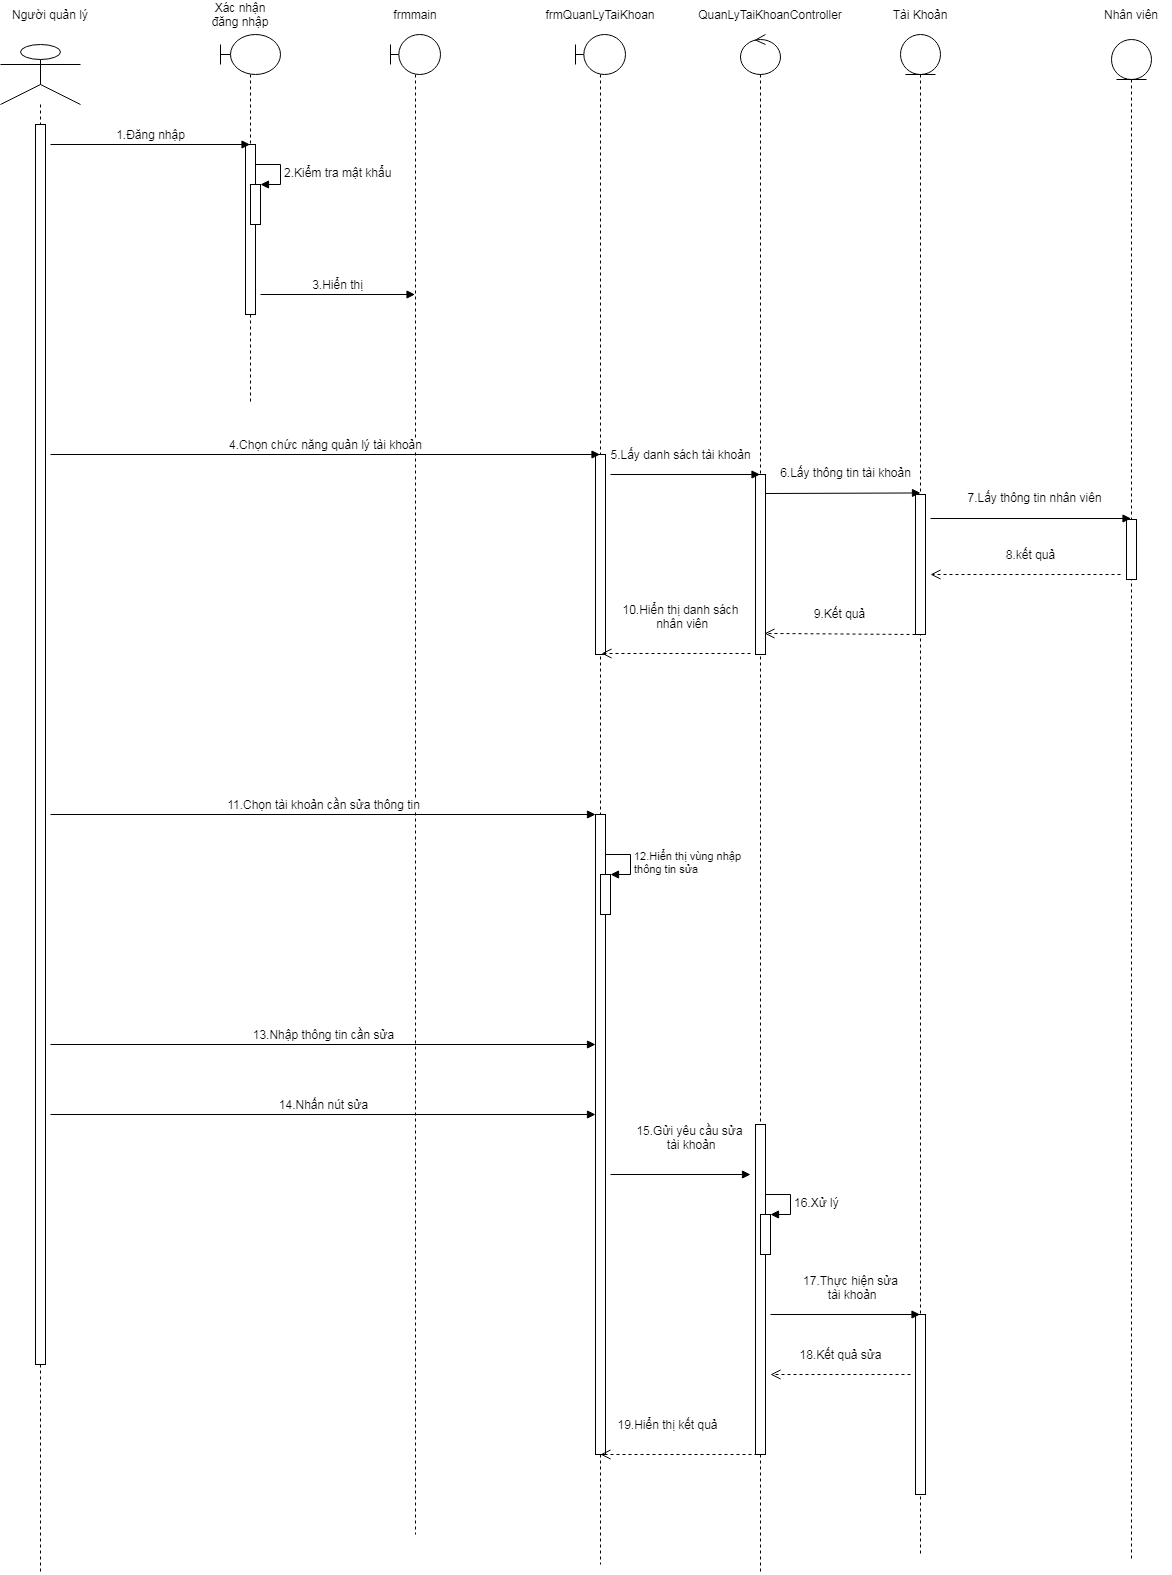 Người quản lý
Xác nhận
đăng nhập
frmmain
frmQuanLyTaiKhoan
QuanLyTaiKhoanController
Tài Khoản
Nhân viên
1.Đăng nhập
2.Kiểm tra mật khẩu
3.Hiển thị
4.Chọn chức năng quản lý tài khoản
5.Lấy danh sách tài khoản
6.Lấy thông tin tài khoản
7.Lấy thông tin nhân viên
8.kết quả
9.Kết quả
10.Hiển thị danh sách
nhân viên
11.Chọn tài khoản cần sửa thông tin
12.Hiển thị vùng nhập
thông tin sửa
13.Nhập thông tin cần sửa
14.Nhấn nút sửa
15.Gửi yêu cầu sửa
tài khoản
16.Xử lý
17.Thực hiện sửa
tài khoản
18.Kết quả sửa
19.Hiển thị kết quả